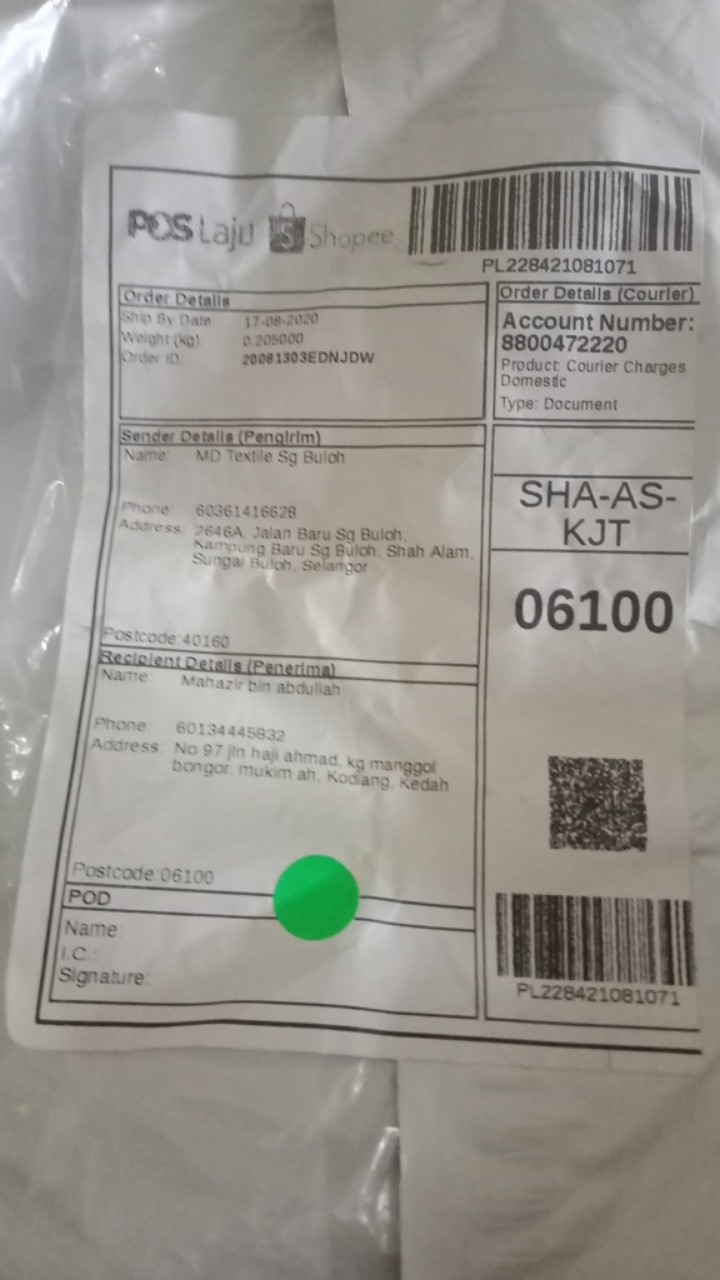 POS Laju Shopee
PL228421081071
Order Details
Ship By Date: 17-08-2020
Weight (kg): 0.205000
Order ID: 20081303EDNJDW
Order Details (Courier)
Account Number:
8800472220
Product: Courier Charges
Domestic
Type: Document
Sender Details (Pengirim)
Name: MD Textile Sg Buloh
Phone: 60361416628
Address: 2646A, Jalan Baru Sg Buloh,
Kampung Baru Sg Buloh, Shah Alam,
Sungai Buloh, Selangor
Postcode:40160
SHA-AS-
KJT
06100
Recipient Details (Penerima)
Name: Mahazir bin abdullah
Phone: 60134445832
Address: No 97 jln haji ahmad, kg manggol
bongor, mukim ah, Kodiang, Kedah
Postcode:06100
POD
Name:
I.C.:
Signature:
PL228421081071